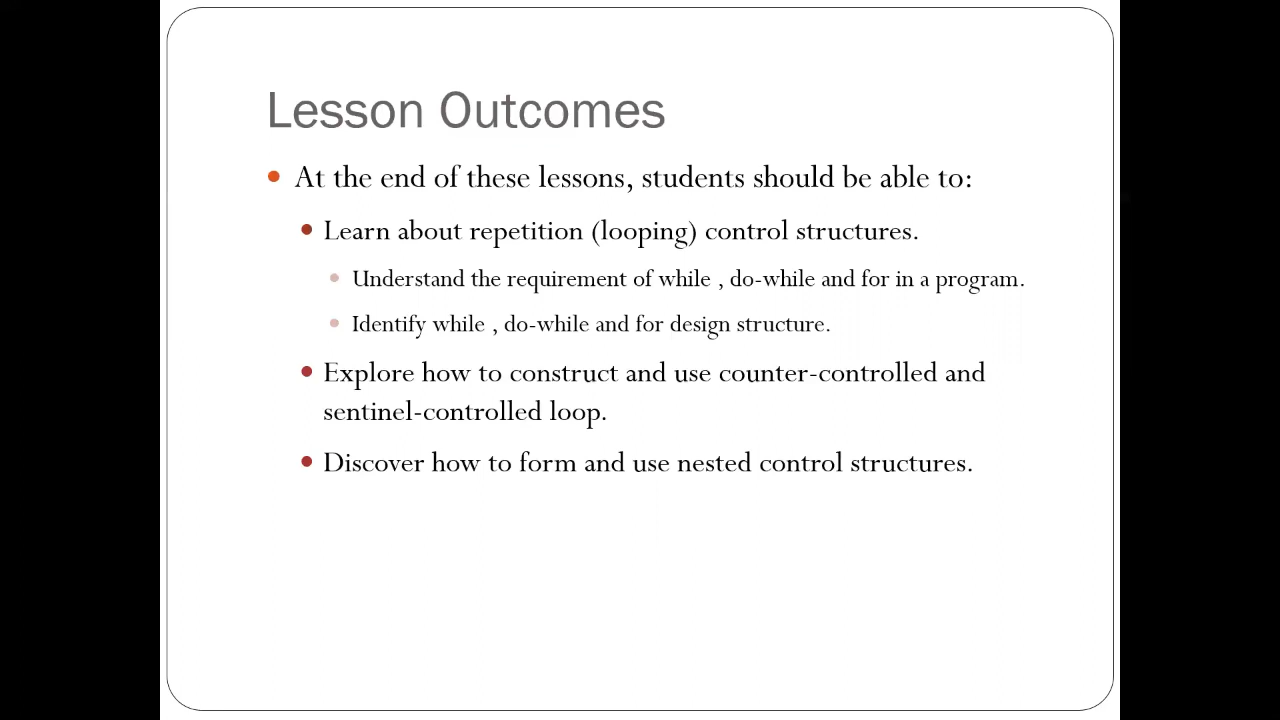 Lesson Outcomes
• At the end of these lessons, students should be able to:
• Learn about repetition (looping) control structures.
• Understand the requirement of while , do-while and for in a program.
• Identify while , do-while and for design structure.
• Explore how to construct and use counter-controlled and
sentinel-controlled loop.
• Discover how to form and use nested control structures.